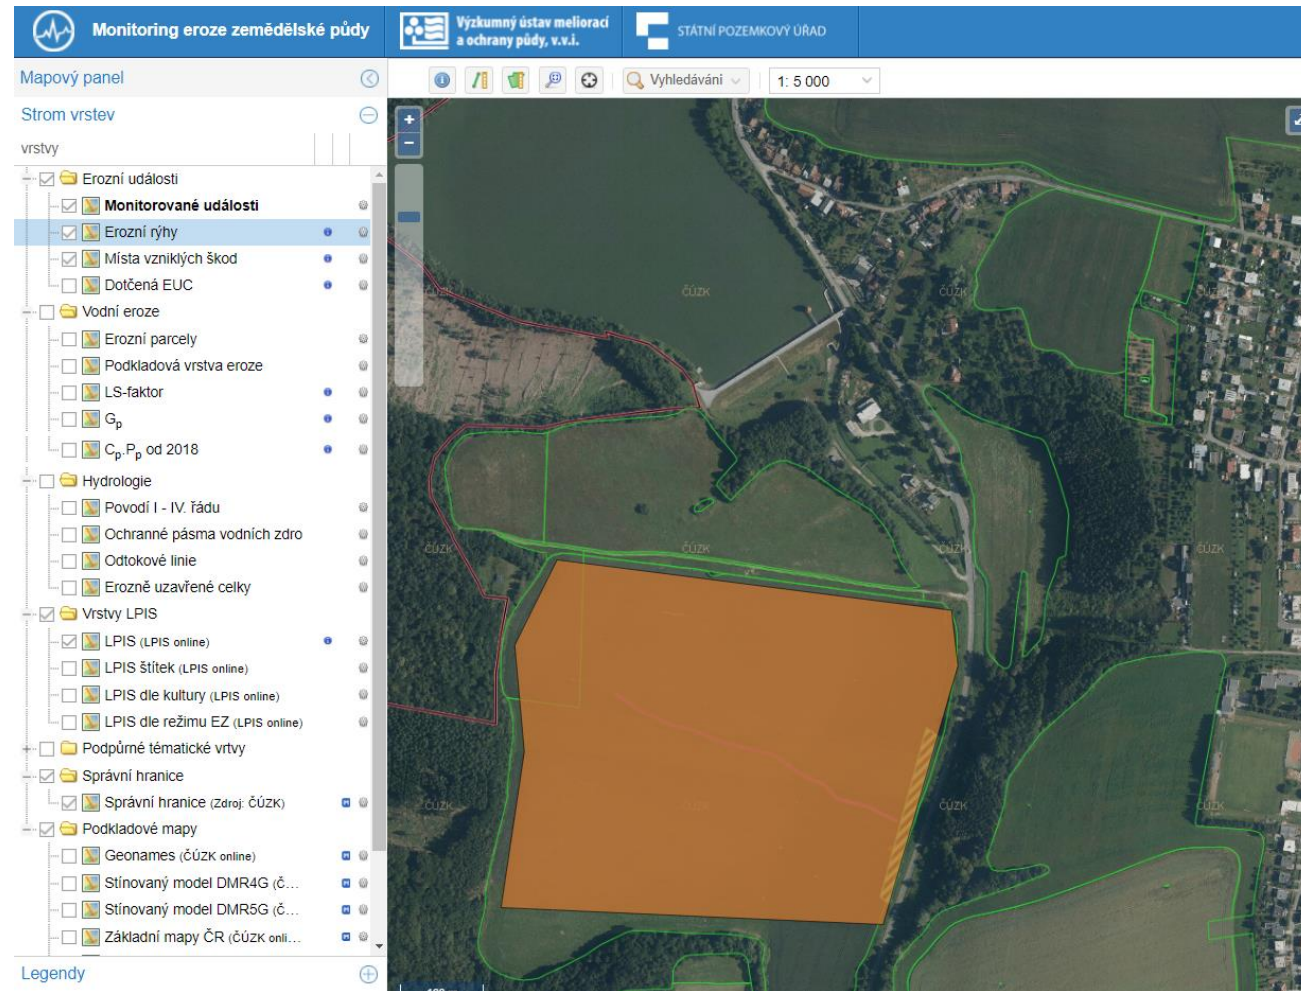 Monitoring eroze zemědělské půdy
Výzkumný ústav meliorací
a ochrany půdy, v.v.i.
STÁTNÍ POZEMKOVÝ ÚŘAD
Mapový panel
Vyhledávání
1: 5 000
Strom vrstev
vrstvy
Erozní události
Monitorované události
Erozní rýhy
Místa vzniklých škod
Dotčená EUC
Vodní eroze
Erozní parcely
Podkladová vrstva eroze
LS-faktor
Gp
Cp.Pp od 2018
Hydrologie
Povodí I - IV. řádu
Ochranné pásma vodních zdro
Odtokové linie
Erozně uzavřené celky
Vrstvy LPIS
LPIS (LPIS online)
LPIS štítek (LPIS online)
LPIS dle kultury (LPIS online)
LPIS dle režimu EZ (LPIS online)
Podpůrné tématické vrtvy
Správní hranice
Správní hranice (Zdroj: ČÚZK)
Podkladové mapy
Geonames (ČÚZK online)
Stínovaný model DMR4G (Č...
Stínovaný model DMR5G (Č...
Základní mapy ČR (ČÚZK onli...
Legendy
ČÚZK
ČÚZK
ČÚZK
ČÚZK
ČÚZK
ČÚZK
ČÚZK
ČÚZK
ČÚZK
ČÚZK
ČÚZK